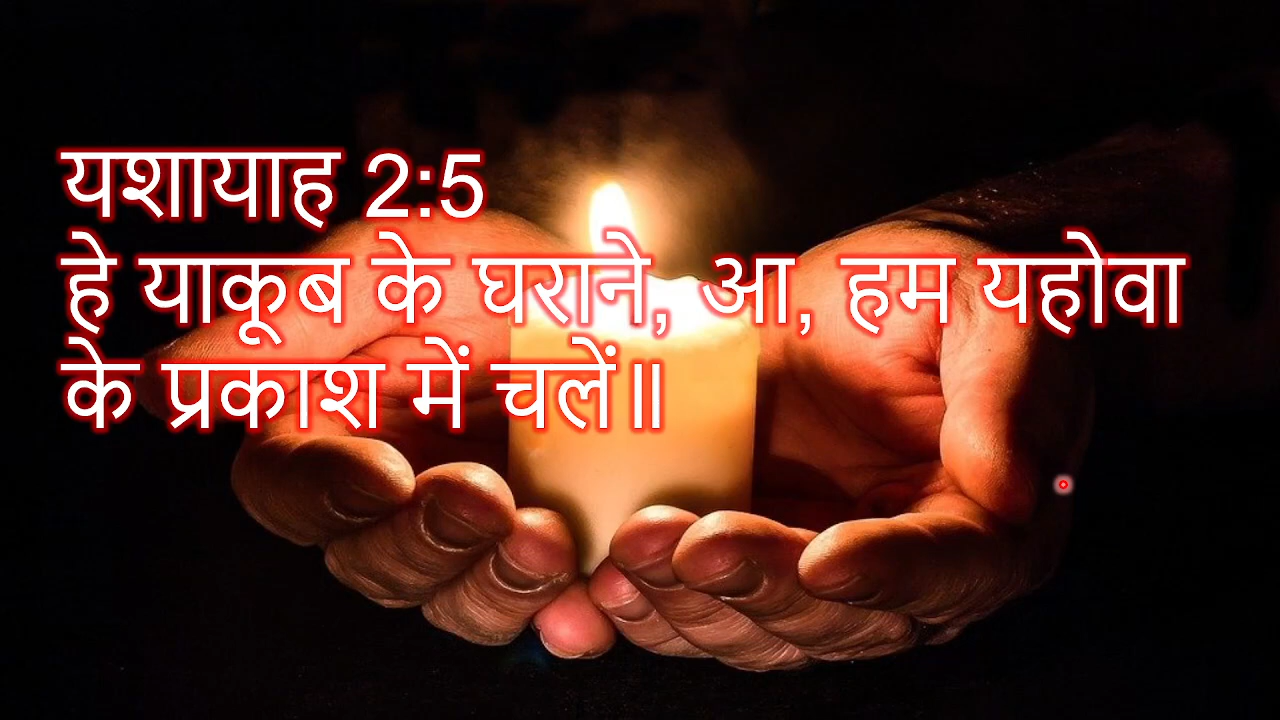 यशायाह 2:5
हे याकूब के घराने, आ, हम यहोवा
के प्रकाश में चलें॥